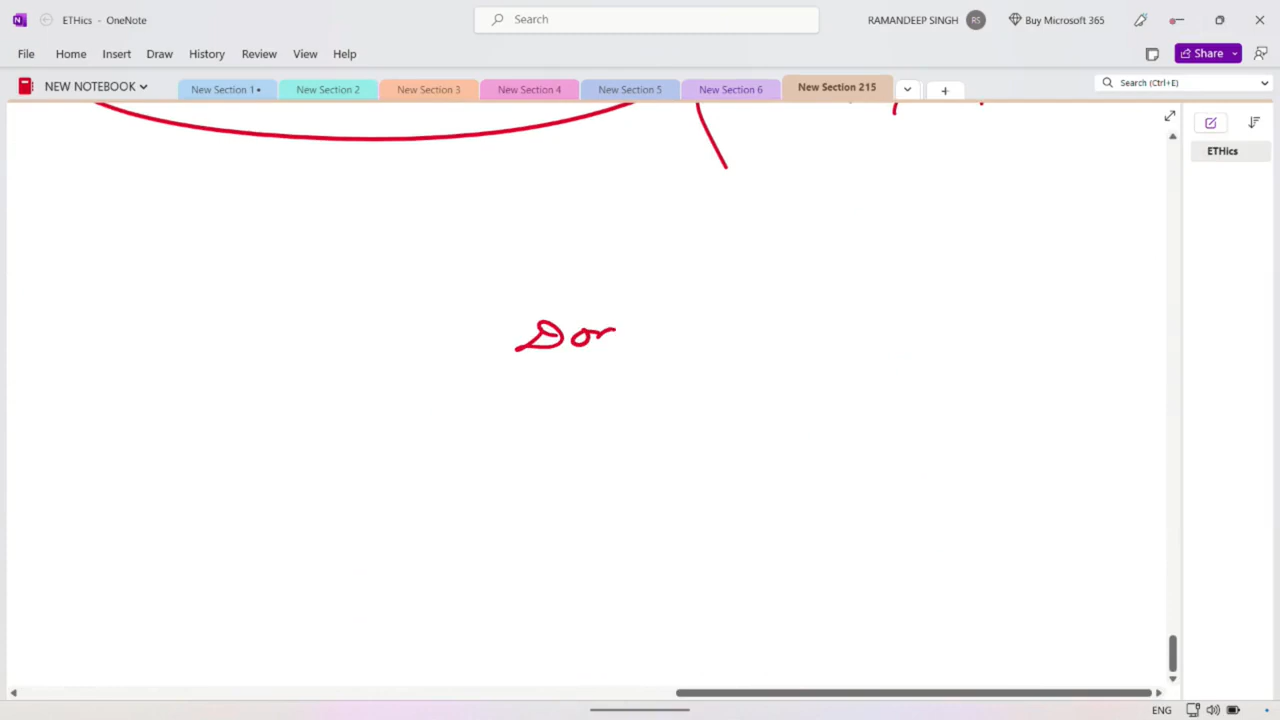 ETHics - OneNote
Search
RAMANDEEP SINGH RS
Buy Microsoft 365
File Home Insert Draw History Review View Help
Share
NEW NOTEBOOK
New Section 1 New Section 2 New Section 3 New Section 4 New Section 5 New Section 6 New Section 215
Search (Ctrl+E)
ETHics
Dor
ENG